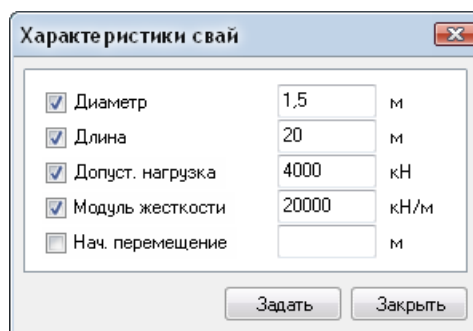 Характеристики свай
Диаметр 1,5 м
Длина 20 м
Допуст. нагрузка 4000 кН
Модуль жесткости 20000 кН/м
Нач. перемещение м
Задать Закрыть